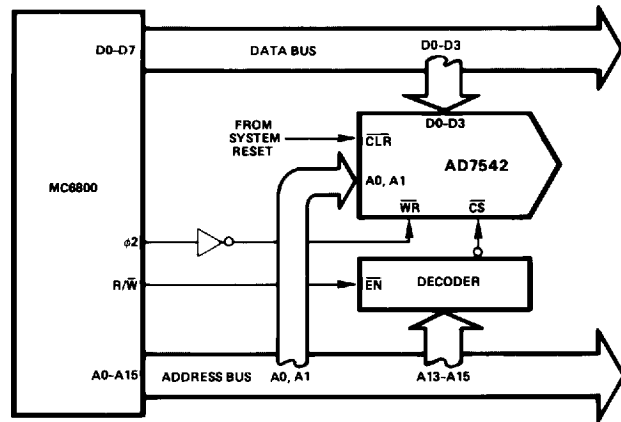 D0-D7
DATA BUS
D0-D3
D0-D3
FROM
SYSTEM
RESET
CLR
AD7542
A0, A1
MC6800
WR
CS
φ2
R/W
EN
DECODER
A0-A15
ADDRESS BUS
A0, A1
A13-A15